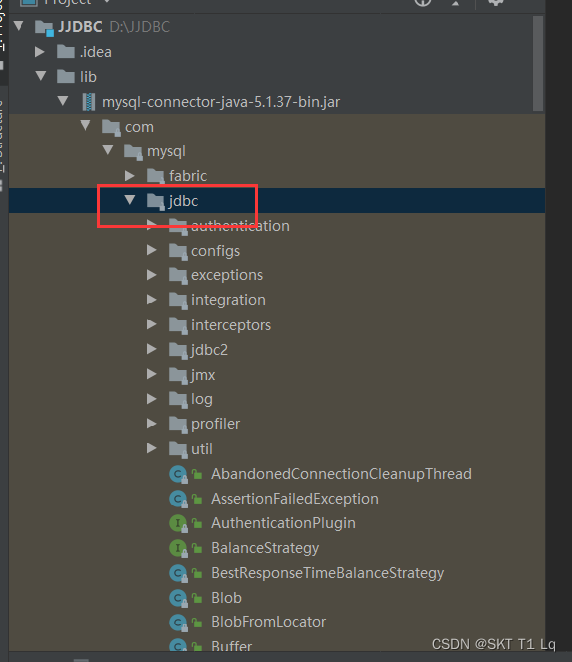 Project
JJDBC D:\JJDBC
.idea
lib
mysql-connector-java-5.1.37-bin.jar
com
mysql
fabric
jdbc
authentication
configs
exceptions
integration
interceptors
jdbc2
jmx
log
profiler
util
AbandonedConnectionCleanupThread
AssertionFailedException
AuthenticationPlugin
BalanceStrategy
BestResponseTimeBalanceStrategy
Blob
BlobFromLocator
Buffer
CSDN @SKT T1 Lq